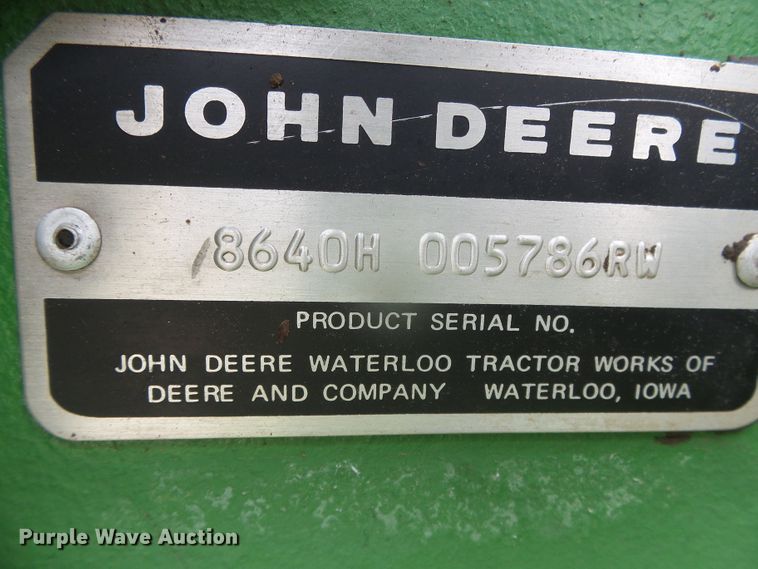 JOHN DEERE
8640H 005786RW
PRODUCT SERIAL NO.
JOHN DEERE WATERLOO TRACTOR WORKS OF
DEERE AND COMPANY WATERLOO, IOWA
Purple Wave Auction